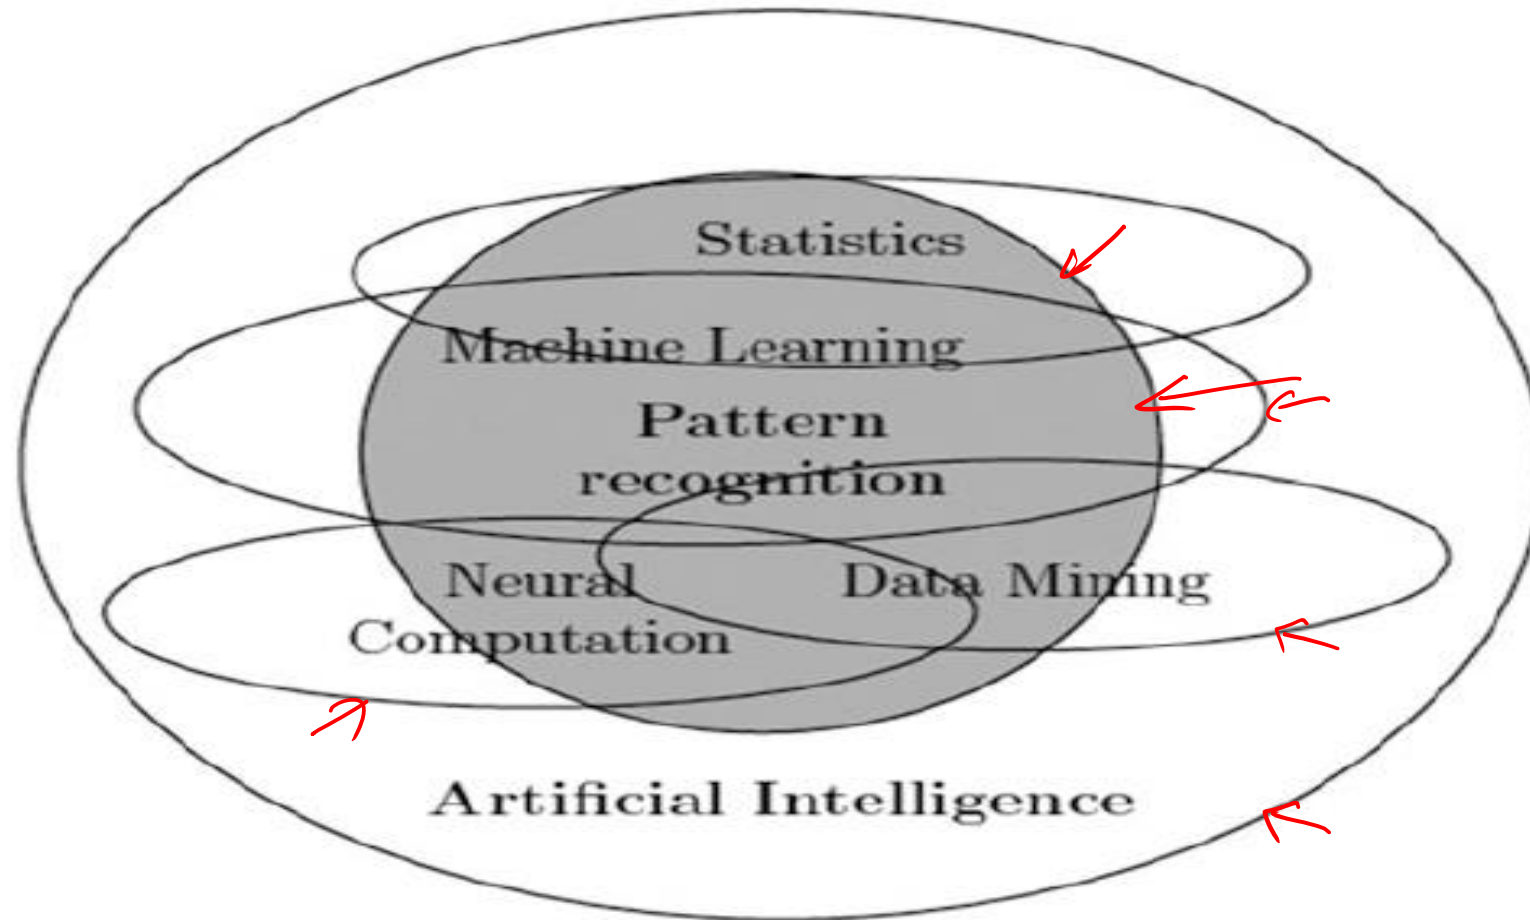 Statistics
Machine Learning
Pattern
recognition
Neural
Computation
Data Mining
Artificial Intelligence